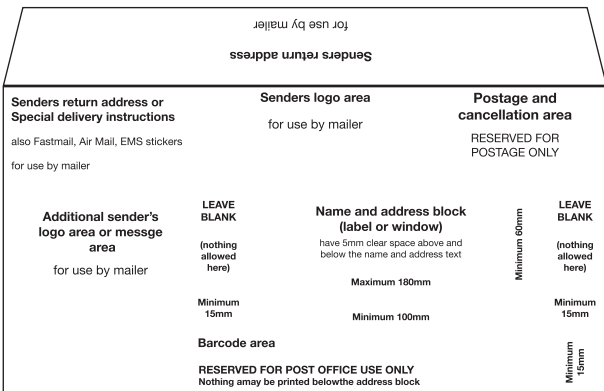 for use by mailer
Senders return address
Senders return address or
Special delivery instructions
also Fastmail, Air Mail, EMS stickers
for use by mailer
Senders logo area
for use by mailer
Postage and
cancellation area
RESERVED FOR
POSTAGE ONLY
Additional sender's
logo area or messge
area
for use by mailer
LEAVE
BLANK
(nothing
allowed
here)
Minimum
15mm
Name and address block
(label or window)
have 5mm clear space above and
below the name and address text
Maximum 180mm
Minimum 100mm
Minimum 60mm
LEAVE
BLANK
(nothing
allowed
here)
Minimum
15mm
Barcode area
RESERVED FOR POST OFFICE USE ONLY
Nothing amay be printed belowthe address block
Minimum
15mm